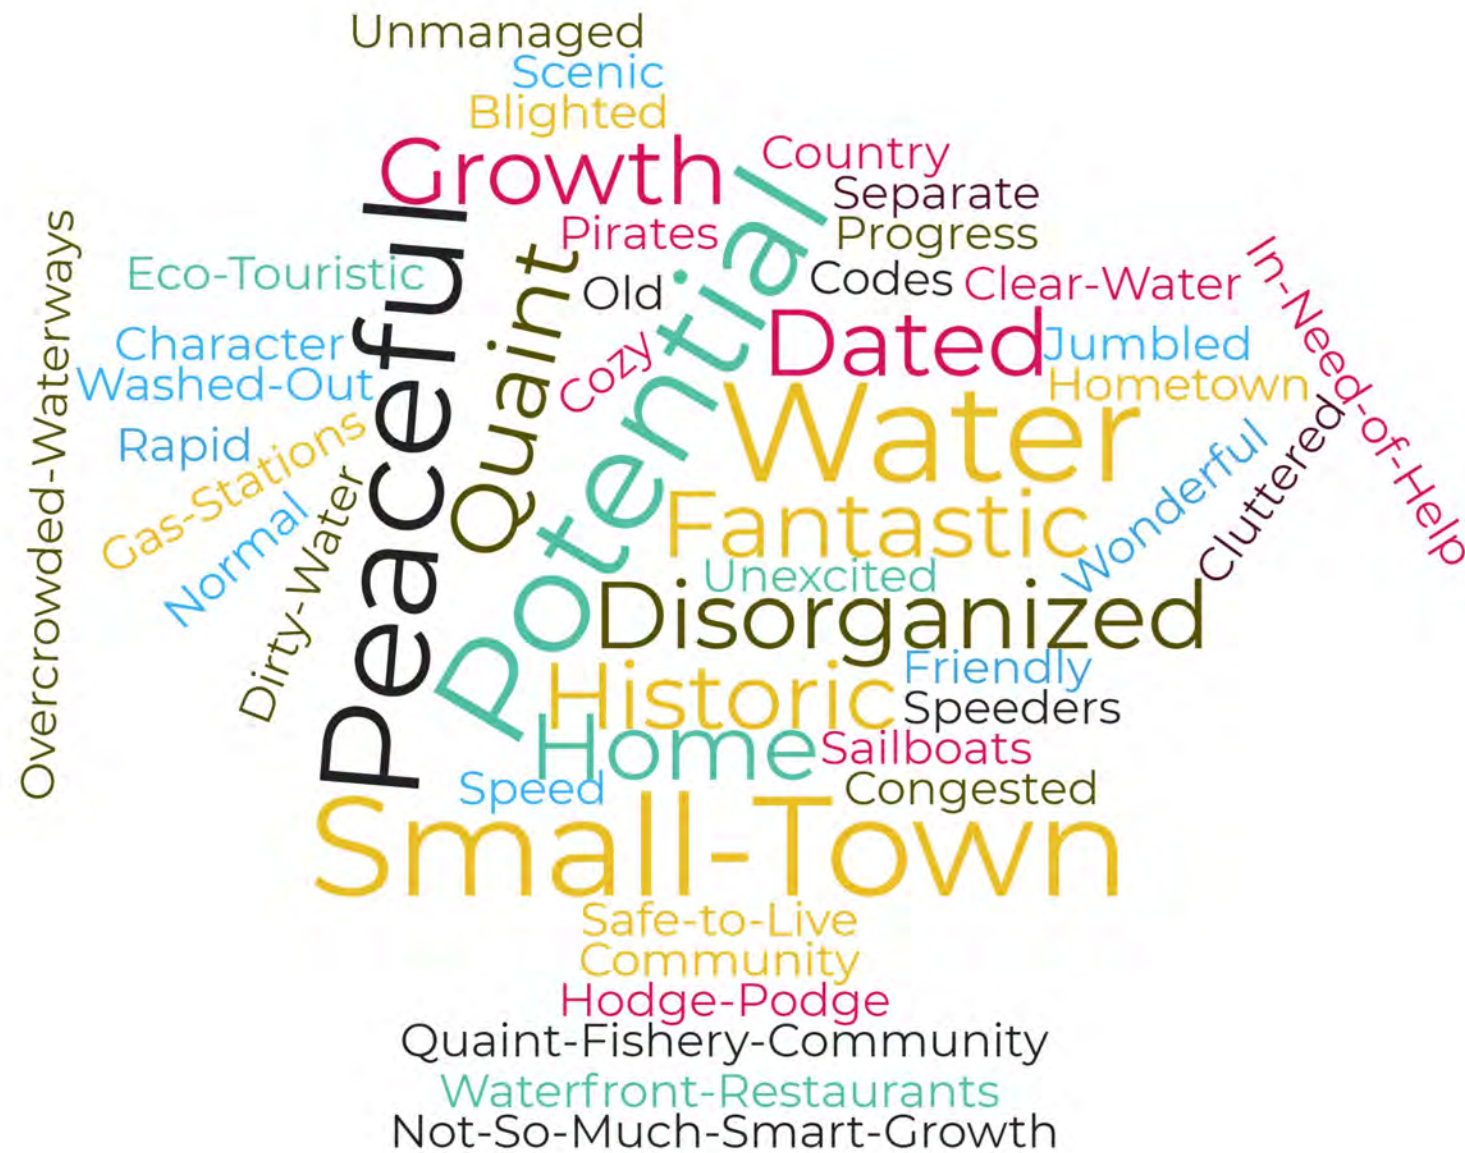 Unmanaged
Scenic
Blighted
Growth
Country
Separate
Pirates
Progress
Eco-Touristic
Old
Codes
Clear-Water
In-Need-of-Help
Overcrowded-Waterways
Peaceful
Quaint
Potential
Cozy
Dated
Character
Jumbled
Washed-Out
Hometown
Rapid
Gas-Stations
Water
Normal
Dirty-Water
Fantastic
Wonderful
Cluttered
Unexcited
Disorganized
Historic
Friendly
Speeders
Home
Sailboats
Speed
Congested
Small-Town
Safe-to-Live
Community
Hodge-Podge
Quaint-Fishery-Community
Waterfront-Restaurants
Not-So-Much-Smart-Growth